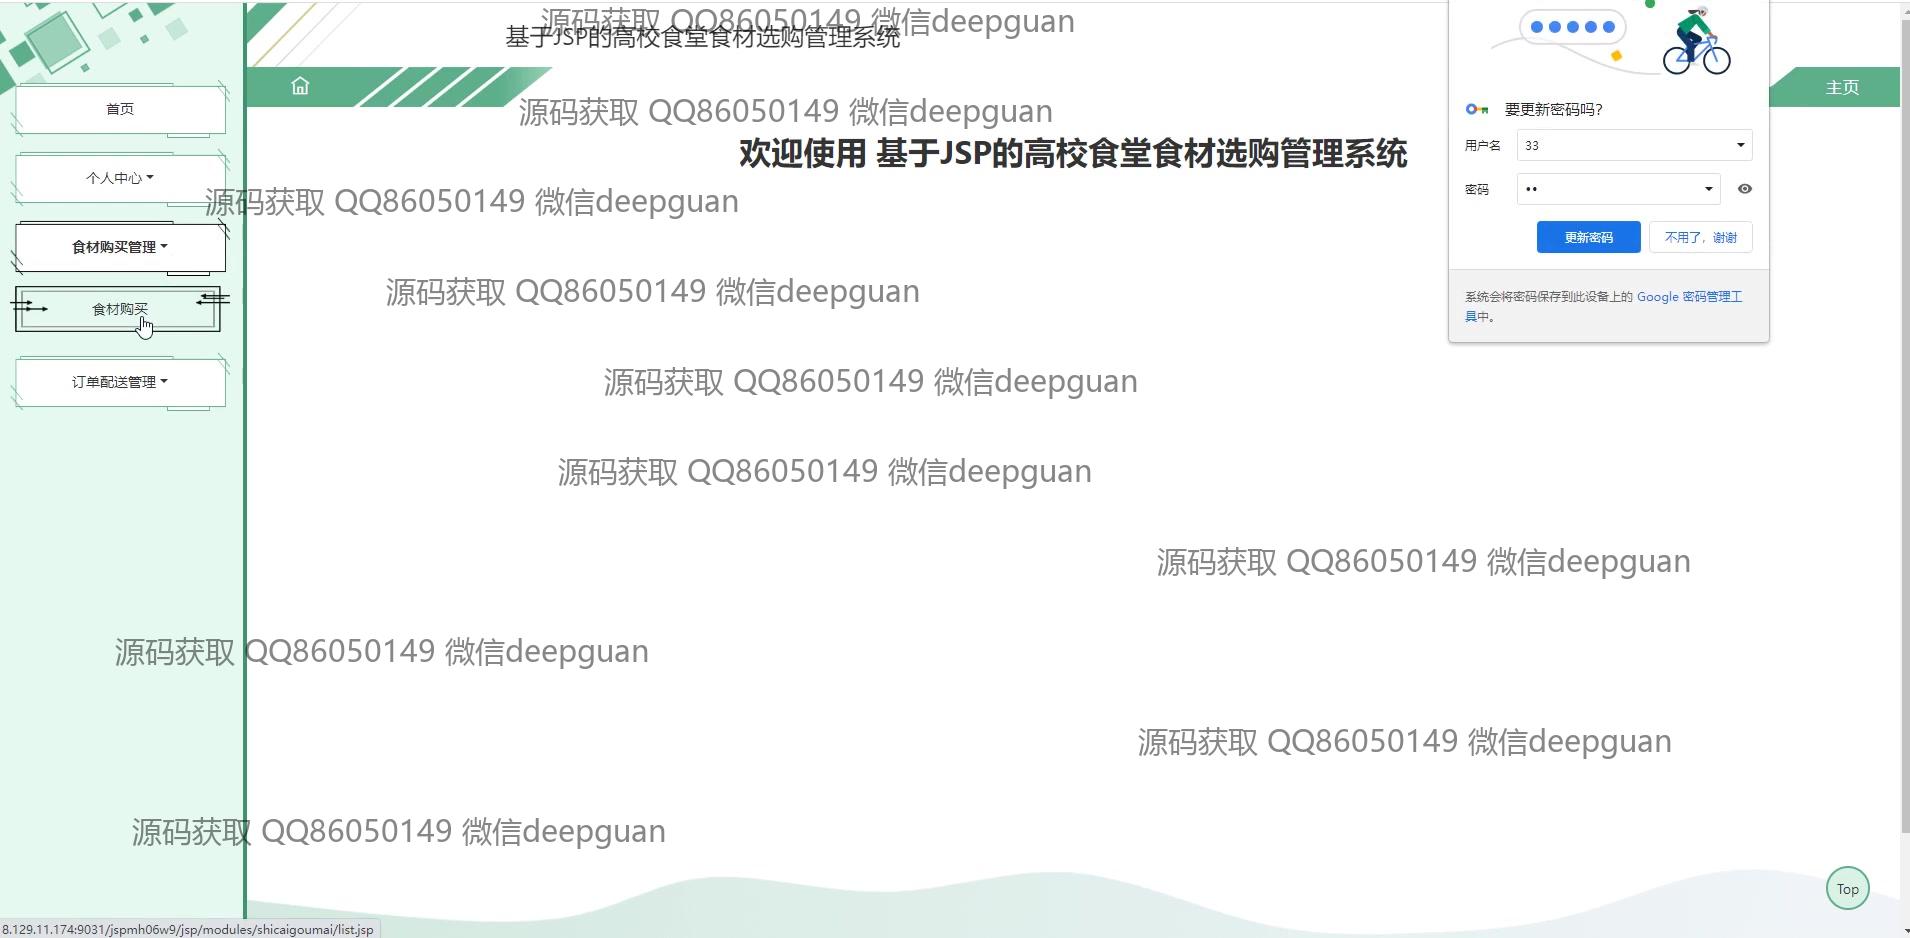 源码获取 QQ86050149 微信deepguan
基于JSP的高校食堂食材选购管理系统
主页
首页
源码获取 QQ86050149 微信deepguan
要更新密码吗?
欢迎使用 基于JSP的高校食堂食材选购管理系统
用户名 33
个人中心
密码 ••
源码获取 QQ86050149 微信deepguan
更新密码 不用了，谢谢
食材购买管理
源码获取 QQ86050149 微信deepguan
系统会将密码保存到此设备上的 Google 密码管理工
具中。
食材购买
订单配送管理
源码获取 QQ86050149 微信deepguan
源码获取 QQ86050149 微信deepguan
源码获取 QQ86050149 微信deepguan
源码获取 QQ86050149 微信deepguan
源码获取 QQ86050149 微信deepguan
源码获取 QQ86050149 微信deepguan
Top
8.129.11.174:9031/jspmh06w9/jsp/modules/shicaigoumai/list.jsp